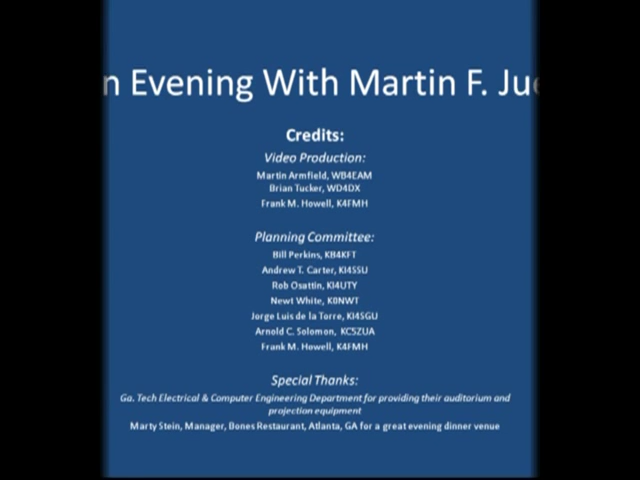 n Evening With Martin F. Jue
Credits:
Video Production:
Martin Armfield, WB4EAM
Brian Tucker, WD4DX
Frank M. Howell, K4FMH
Planning Committee:
Bill Perkins, KB4KFT
Andrew T. Carter, KI4SSU
Rob Osattin, KI4UTY
Newt White, K0NWT
Jorge Luis de la Torre, KI4SGU
Arnold C. Solomon, KC5ZUA
Frank M. Howell, K4FMH
Special Thanks:
Ga. Tech Electrical & Computer Engineering Department for providing their auditorium and
projection equipment
Marty Stein, Manager, Bones Restaurant, Atlanta, GA for a great evening dinner venue